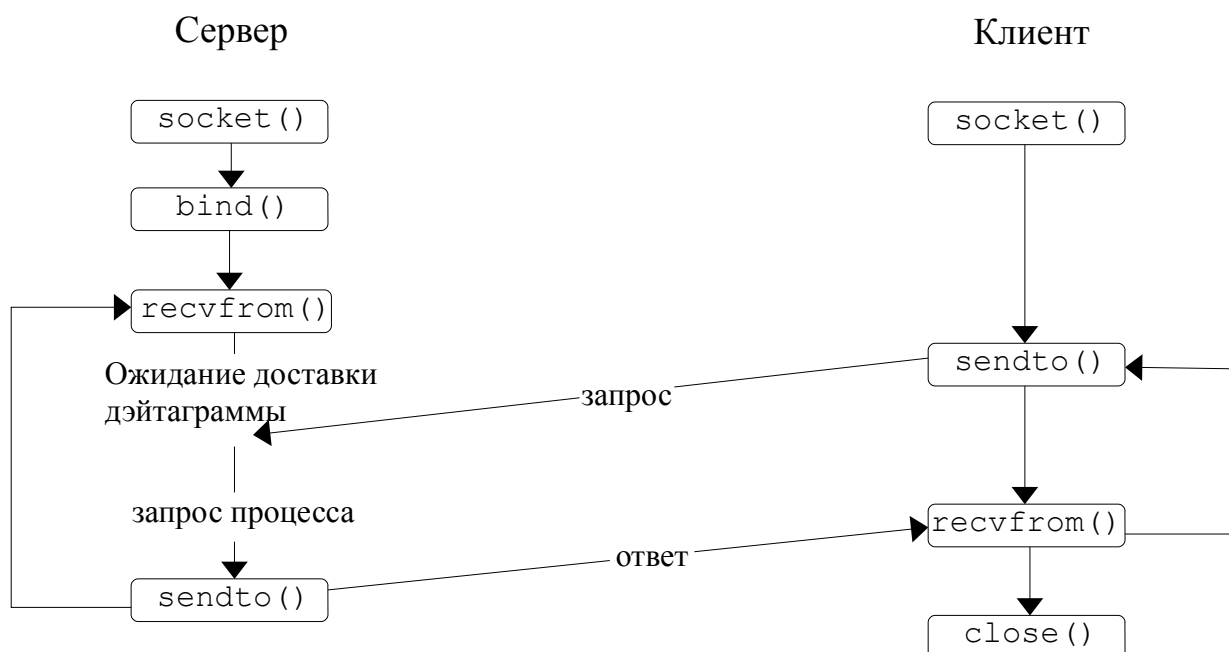 Сервер
Клиент
socket()
socket()
bind()
recvfrom()
Ожидание доставки
дэйтаграммы
запрос
sendto()
запрос процесса
recvfrom()
ответ
sendto()
close()